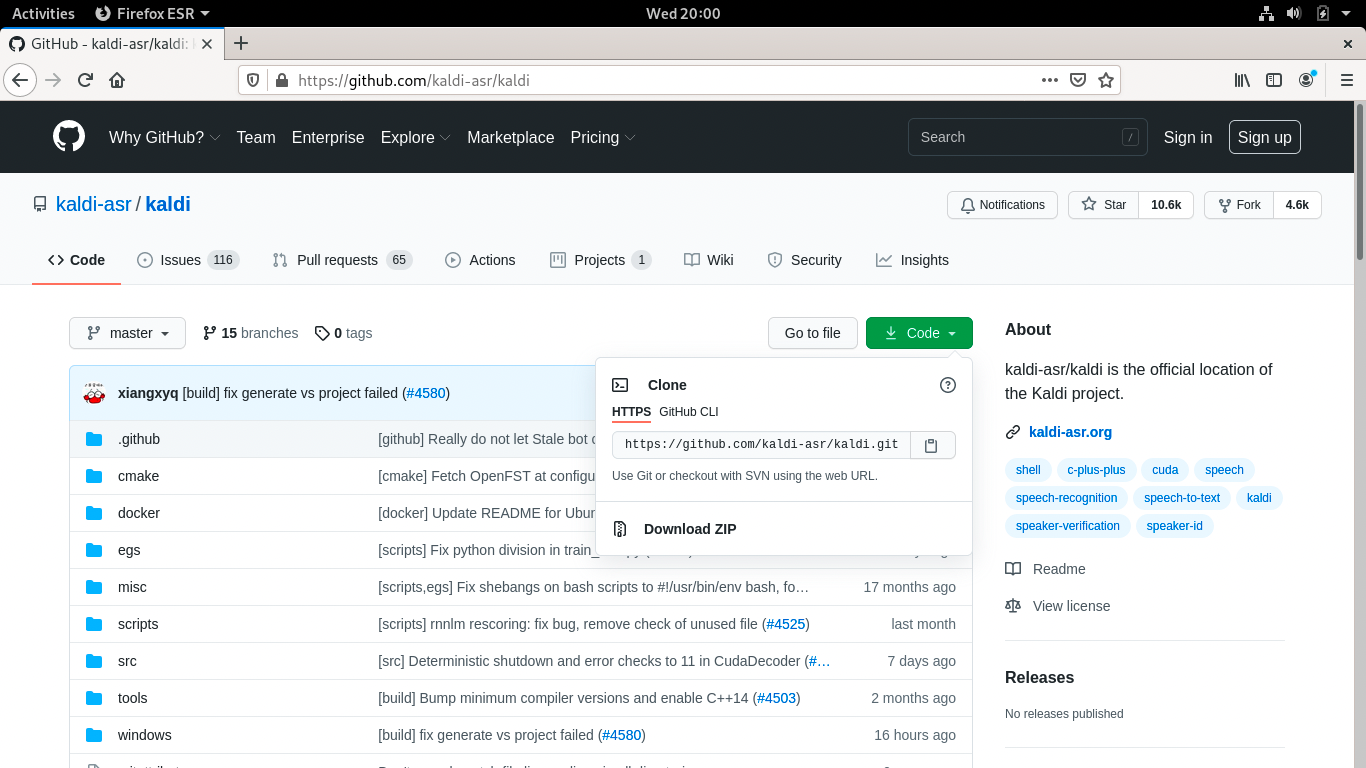 Activities Firefox ESR Wed 20:00
GitHub - kaldi-asr/kaldi:
https://github.com/kaldi-asr/kaldi
Why GitHub? Team Enterprise Explore Marketplace Pricing Search / Sign in Sign up
kaldi-asr / kaldi Notifications Star 10.6k Fork 4.6k
Code Issues 116 Pull requests 65 Actions Projects 1 Wiki Security Insights
master 15 branches 0 tags Go to file Code
xiangxyq [build] fix generate vs project failed (#4580)
.github [github] Really do not let Stale bot
cmake [cmake] Fetch OpenFST at
docker [docker] Update README for
egs [scripts] Fix python division in
misc [scripts,egs] Fix shebangs on bash scripts to #!/usr/bin/env bash, fo… 17 months ago
scripts [scripts] rnnlm rescoring: fix bug, remove check of unused file (#4525) last month
src [src] Deterministic shutdown and error checks to 11 in CudaDecoder (#… 7 days ago
tools [build] Bump minimum compiler versions and enable C++14 (#4503) 2 months ago
windows [build] fix generate vs project failed (#4580) 16 hours ago
Clone
HTTPS GitHub CLI
https://github.com/kaldi-asr/kaldi.git
Use Git or checkout with SVN using the web URL.
Download ZIP
About
kaldi-asr/kaldi is the official location of
the Kaldi project.
kaldi-asr.org
shell c-plus-plus cuda speech
speech-recognition speech-to-text kaldi
speaker-verification speaker-id
Readme
View license
Releases
No releases published